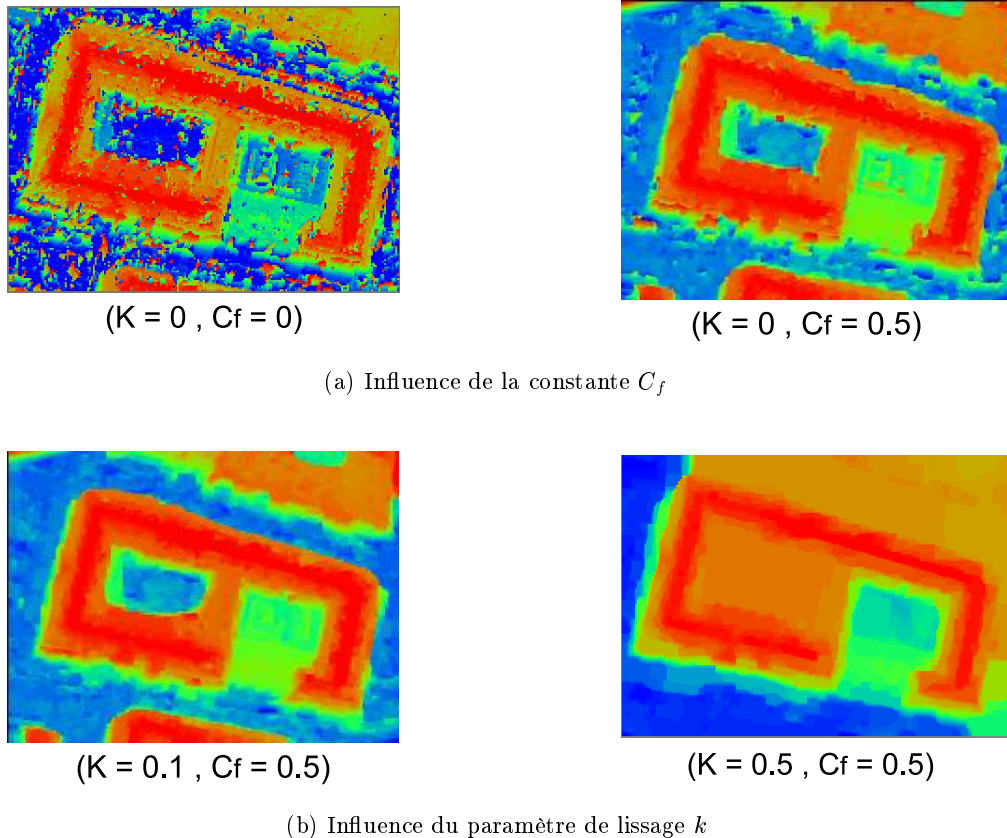 (K = 0 , Cf = 0)
(K = 0 , Cf = 0.5)
(a) Influence de la constante C_f
(K = 0.1 , Cf = 0.5)
(K = 0.5 , Cf = 0.5)
(b) Influence du paramètre de lissage k